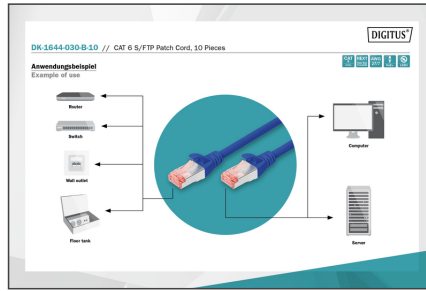 DIGITUS®
DK-1644-030-B-10 // CAT 6 S/FTP Patch Cord, 10 Pieces
Anwendungsbeispiel
Example of use
Router
Switch
Wall outlet
Floor tank
Computer
Server